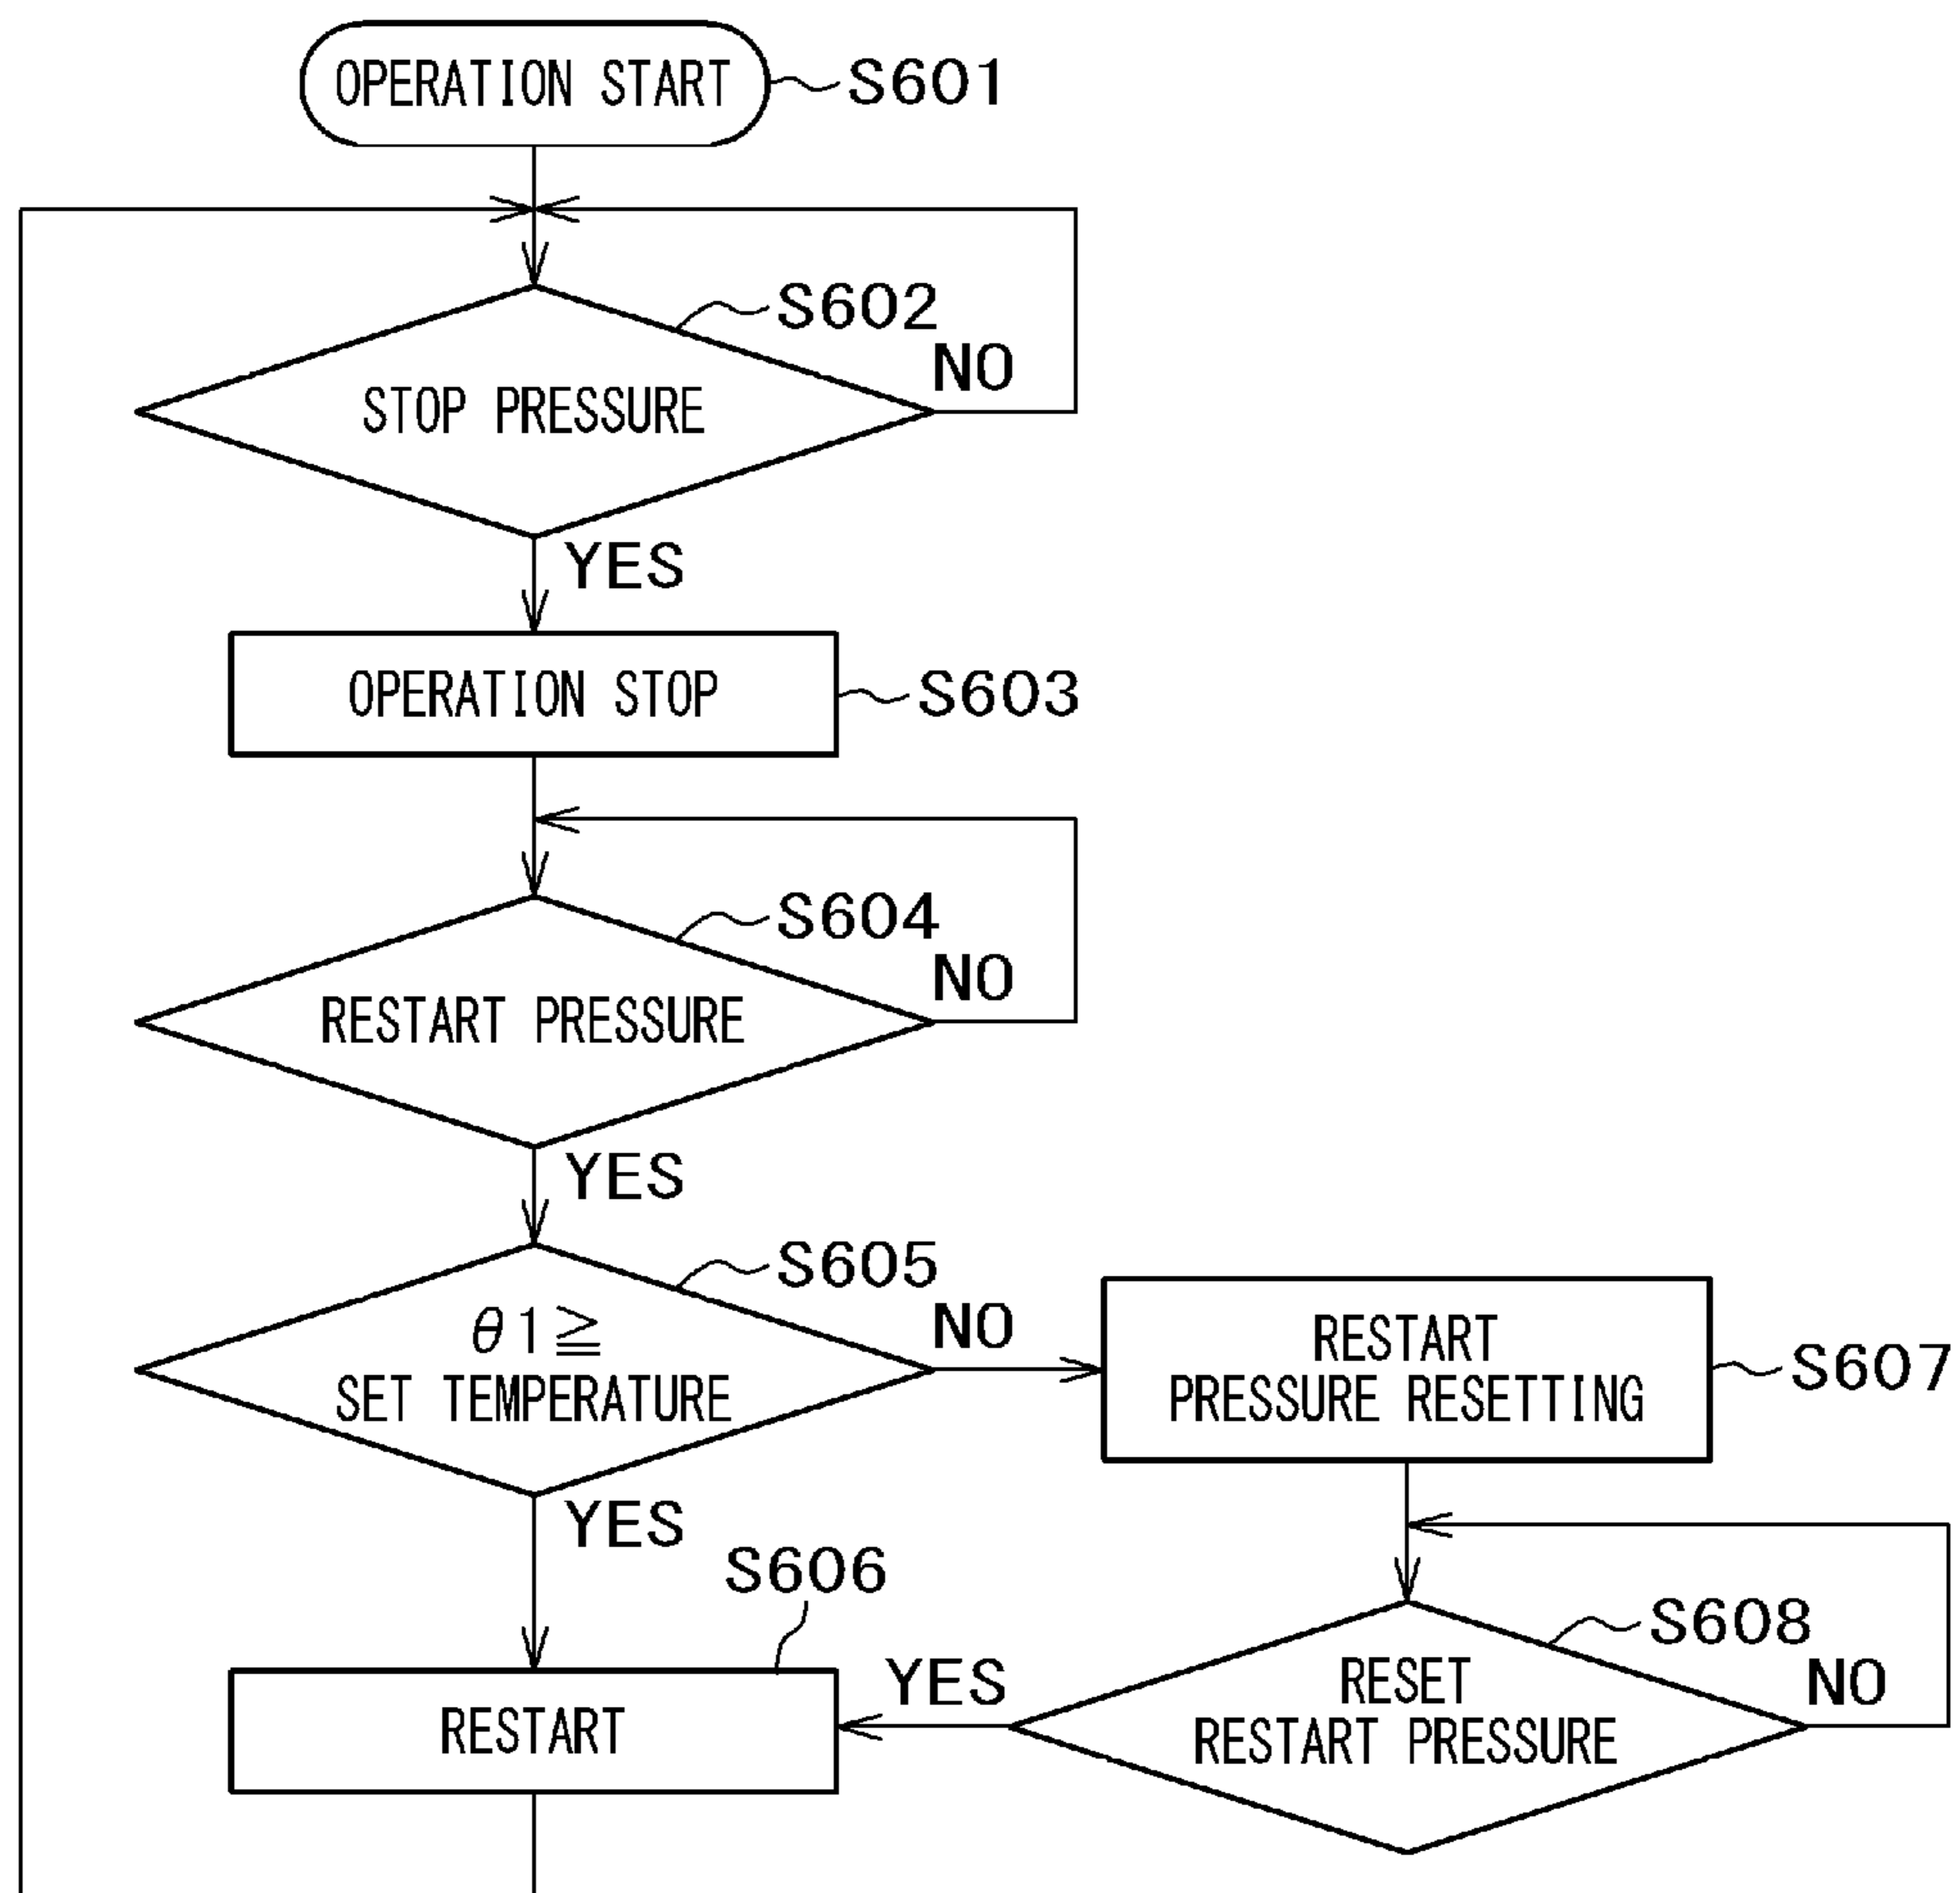 OPERATION START
S601
S602
NO
STOP PRESSURE
YES
OPERATION STOP
S603
S604
NO
RESTART PRESSURE
YES
S605
NO
θ1≧
SET TEMPERATURE
RESTART
PRESSURE RESETTING
S607
YES
S606
RESTART
YES
S608
NO
RESET
RESTART PRESSURE